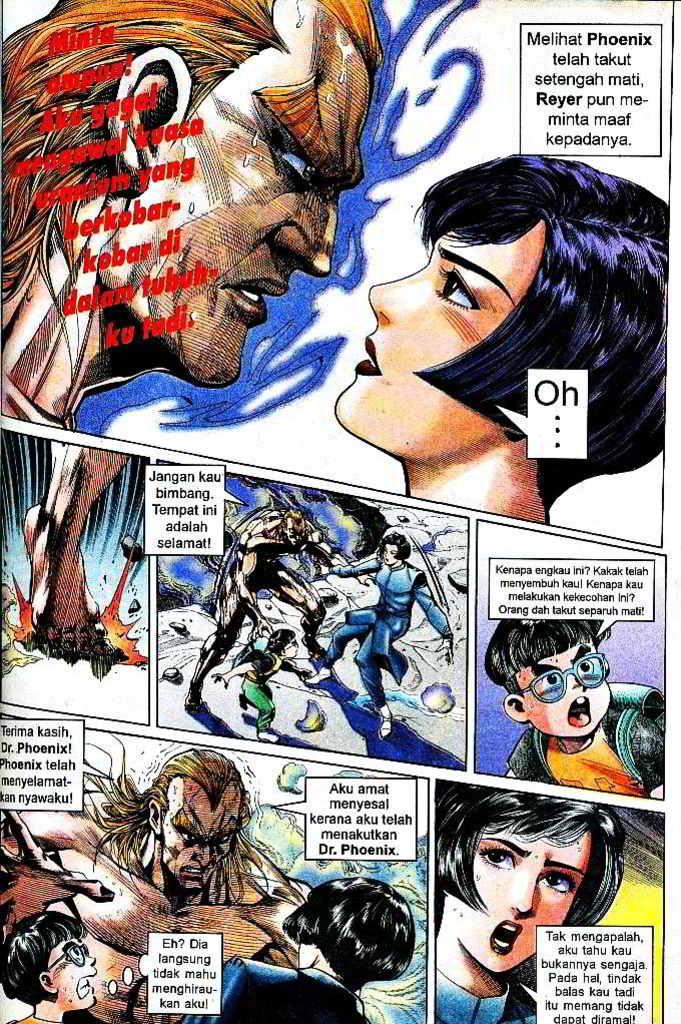 Minta
ampun!
Aku gagal
mengawal kuasa
uranium yang
berkobar-
kobar di
dalam tubuh-
ku tadi.
Melihat Phoenix
telah takut
setengah mati,
Reyer pun me-
minta maaf
kepadanya.
Oh
...
Jangan kau
bimbang.
Tempat ini
adalah
selamat!
Kenapa engkau ini? Kakak telah
menyembuh kau! Kenapa kau
melakukan kekecohan ini?
Orang dah takut separuh mati!
Terima kasih,
Dr. Phoenix!
Phoenix telah
menyelamat-
kan nyawaku!
Aku amat
menyesal
kerana aku telah
menakutkan
Dr. Phoenix.
Eh? Dia
langsung
tidak mahu
menghirau-
kan aku!
Tak mengapalah,
aku tahu kau
bukannya sengaja.
Pada hal, tindak
balas kau tadi
itu memang tidak
dapat diramal!